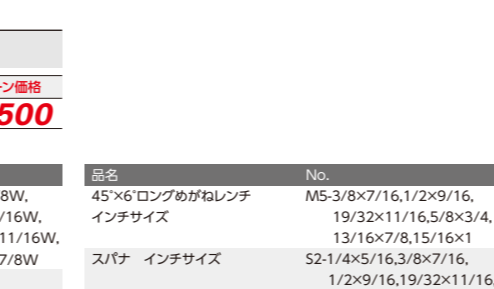 ーン価格
500
8W,
/16W,
11/16W,
7/8W
品名 No.
45°×6°ロングめがねレンチ M5-3/8×7/16,1/2×9/16,
インチサイズ 19/32×11/16,5/8×3/4,
13/16×7/8,15/16×1
スパナ インチサイズ S2-1/4×5/16,3/8×7/16,
1/2×9/16,19/32×11/16,